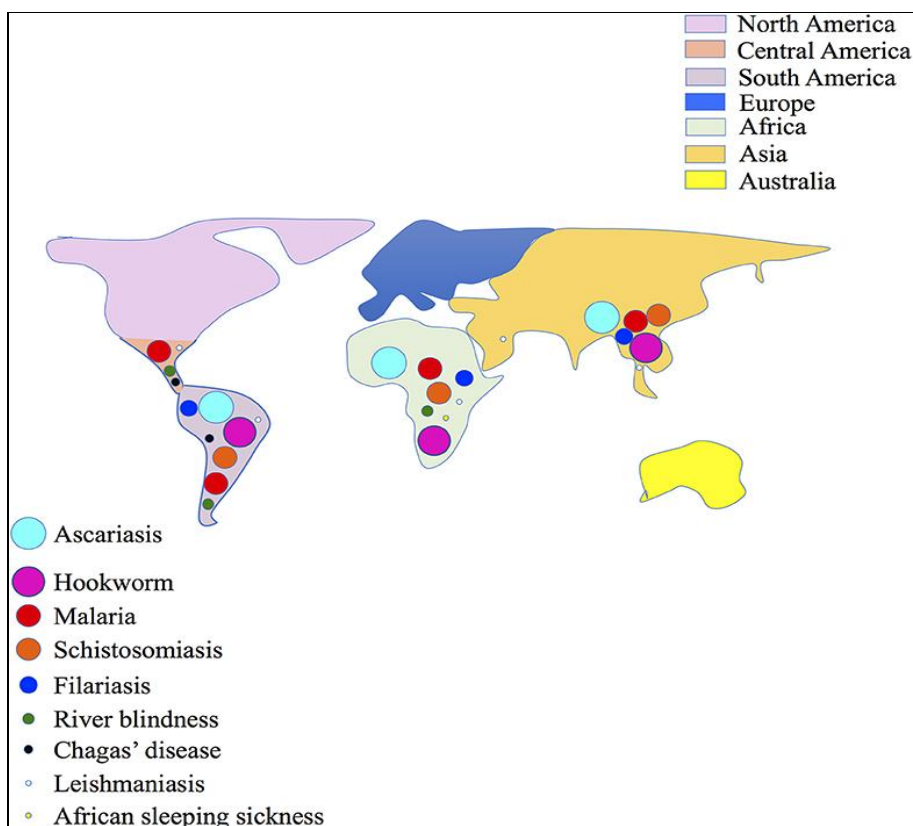 North America
Central America
South America
Europe
Africa
Asia
Australia
Ascariasis
Hookworm
Malaria
Schistosomiasis
Filariasis
River blindness
Chagas’ disease
Leishmaniasis
African sleeping sickness